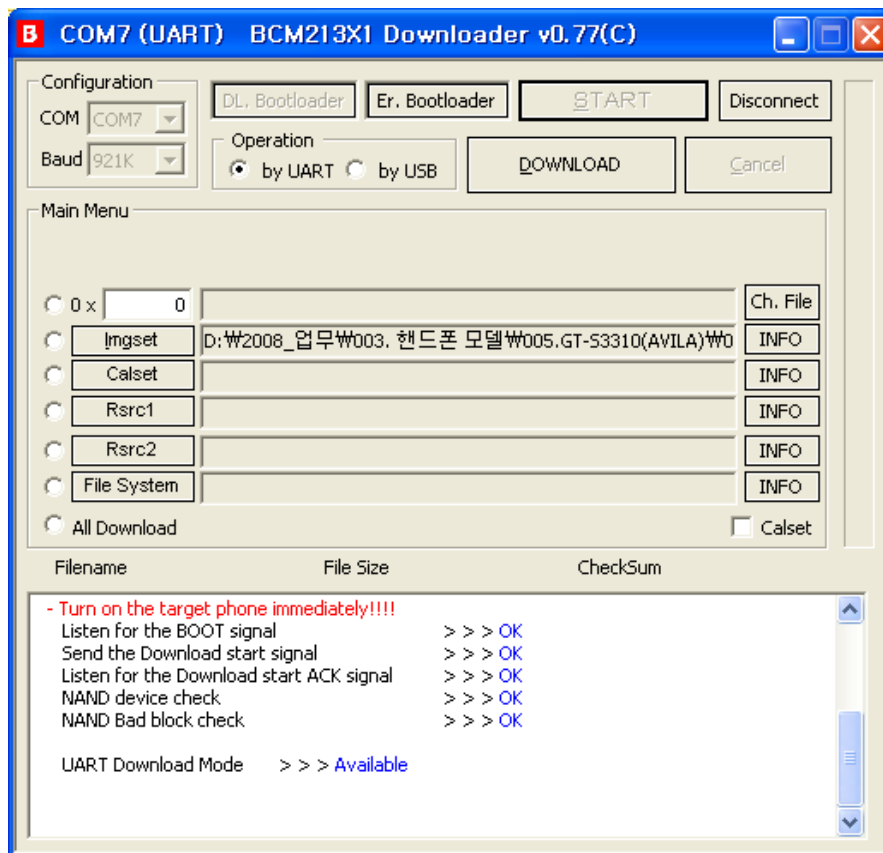 B COM7 (UART) BCM213X1 Downloader v0.77(C)
Configuration
COM COM7
Baud 921K
DL. Bootloader
Er. Bootloader
START
Disconnect
Operation
by UART by USB
DOWNLOAD
Cancel
Main Menu
0 x 0 Ch. File
Imgset D:₩2008_업무₩003. 핸드폰 모델₩005.GT-S3310(AVILA)₩0 INFO
Calset INFO
Rsrc1 INFO
Rsrc2 INFO
File System INFO
All Download Calset
Filename File Size CheckSum
- Turn on the target phone immediately!!!!
Listen for the BOOT signal > > > OK
Send the Download start signal > > > OK
Listen for the Download start ACK signal > > > OK
NAND device check > > > OK
NAND Bad block check > > > OK
UART Download Mode > > > Available